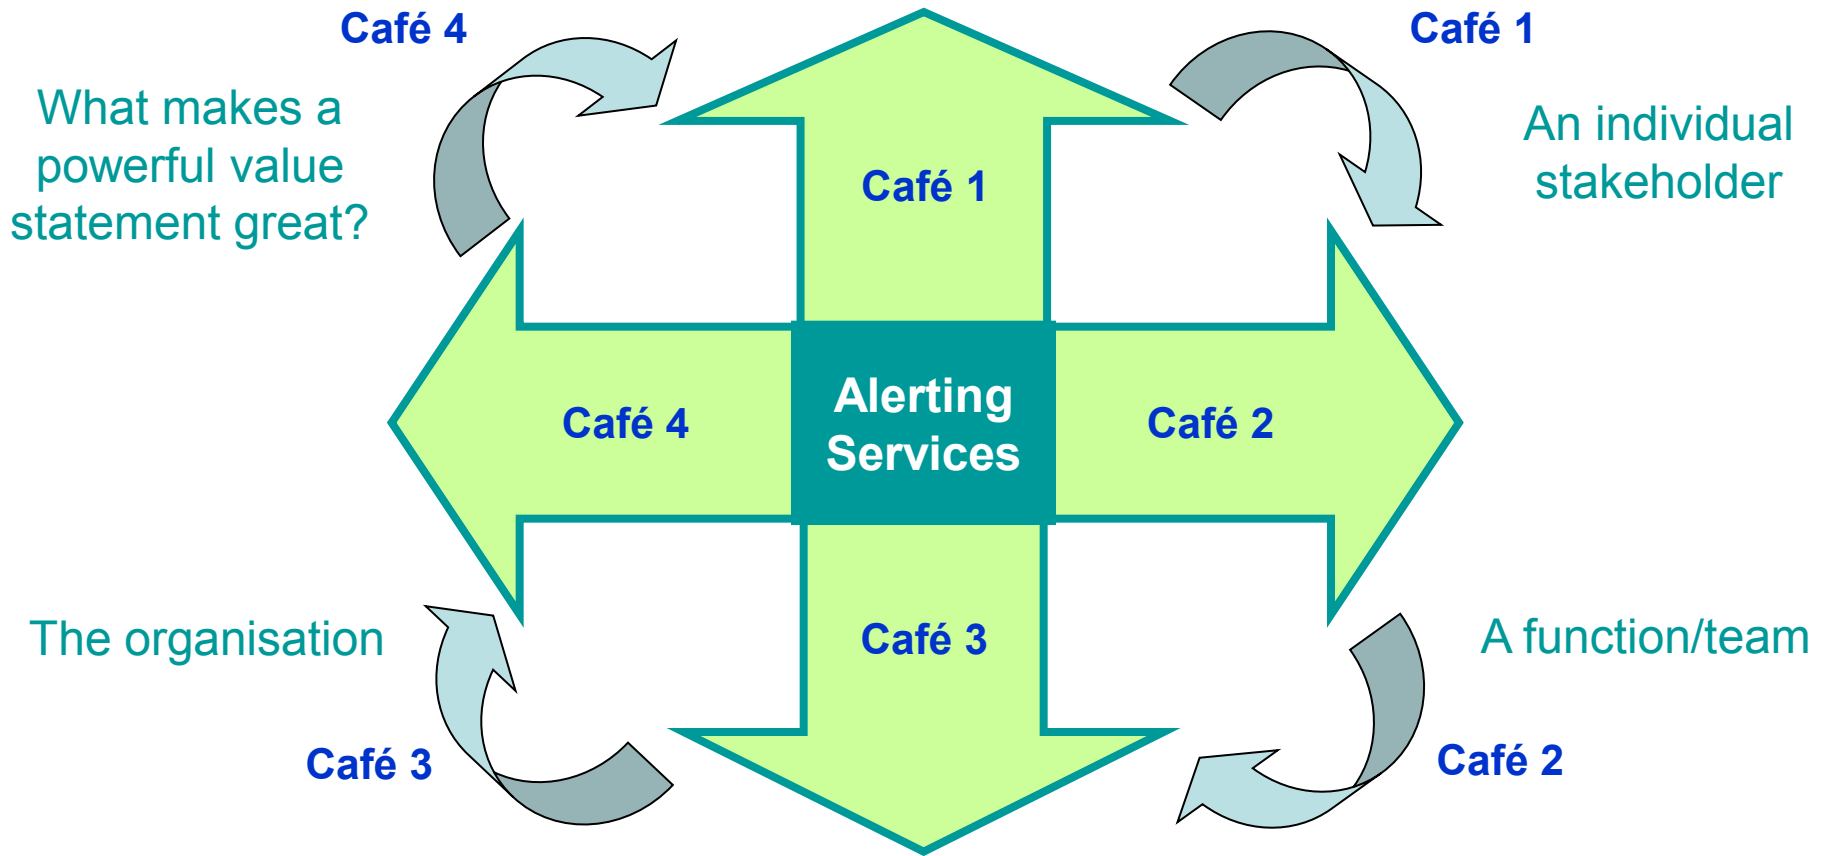 Café 4
Café 1
What makes a
powerful value
statement great?
An individual
stakeholder
Café 1
Café 4
Alerting
Services
Café 2
The organisation
Café 3
A function/team
Café 3
Café 2